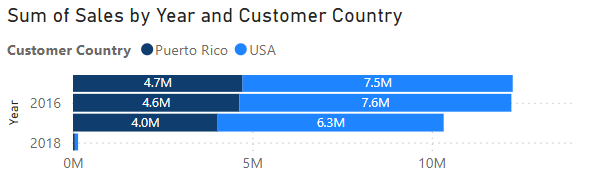 Sum of Sales by Year and Customer Country
Customer Country Puerto Rico USA
4.7M 7.5M
2016 4.6M 7.6M
4.0M 6.3M
2018
0M 5M 10M
Year